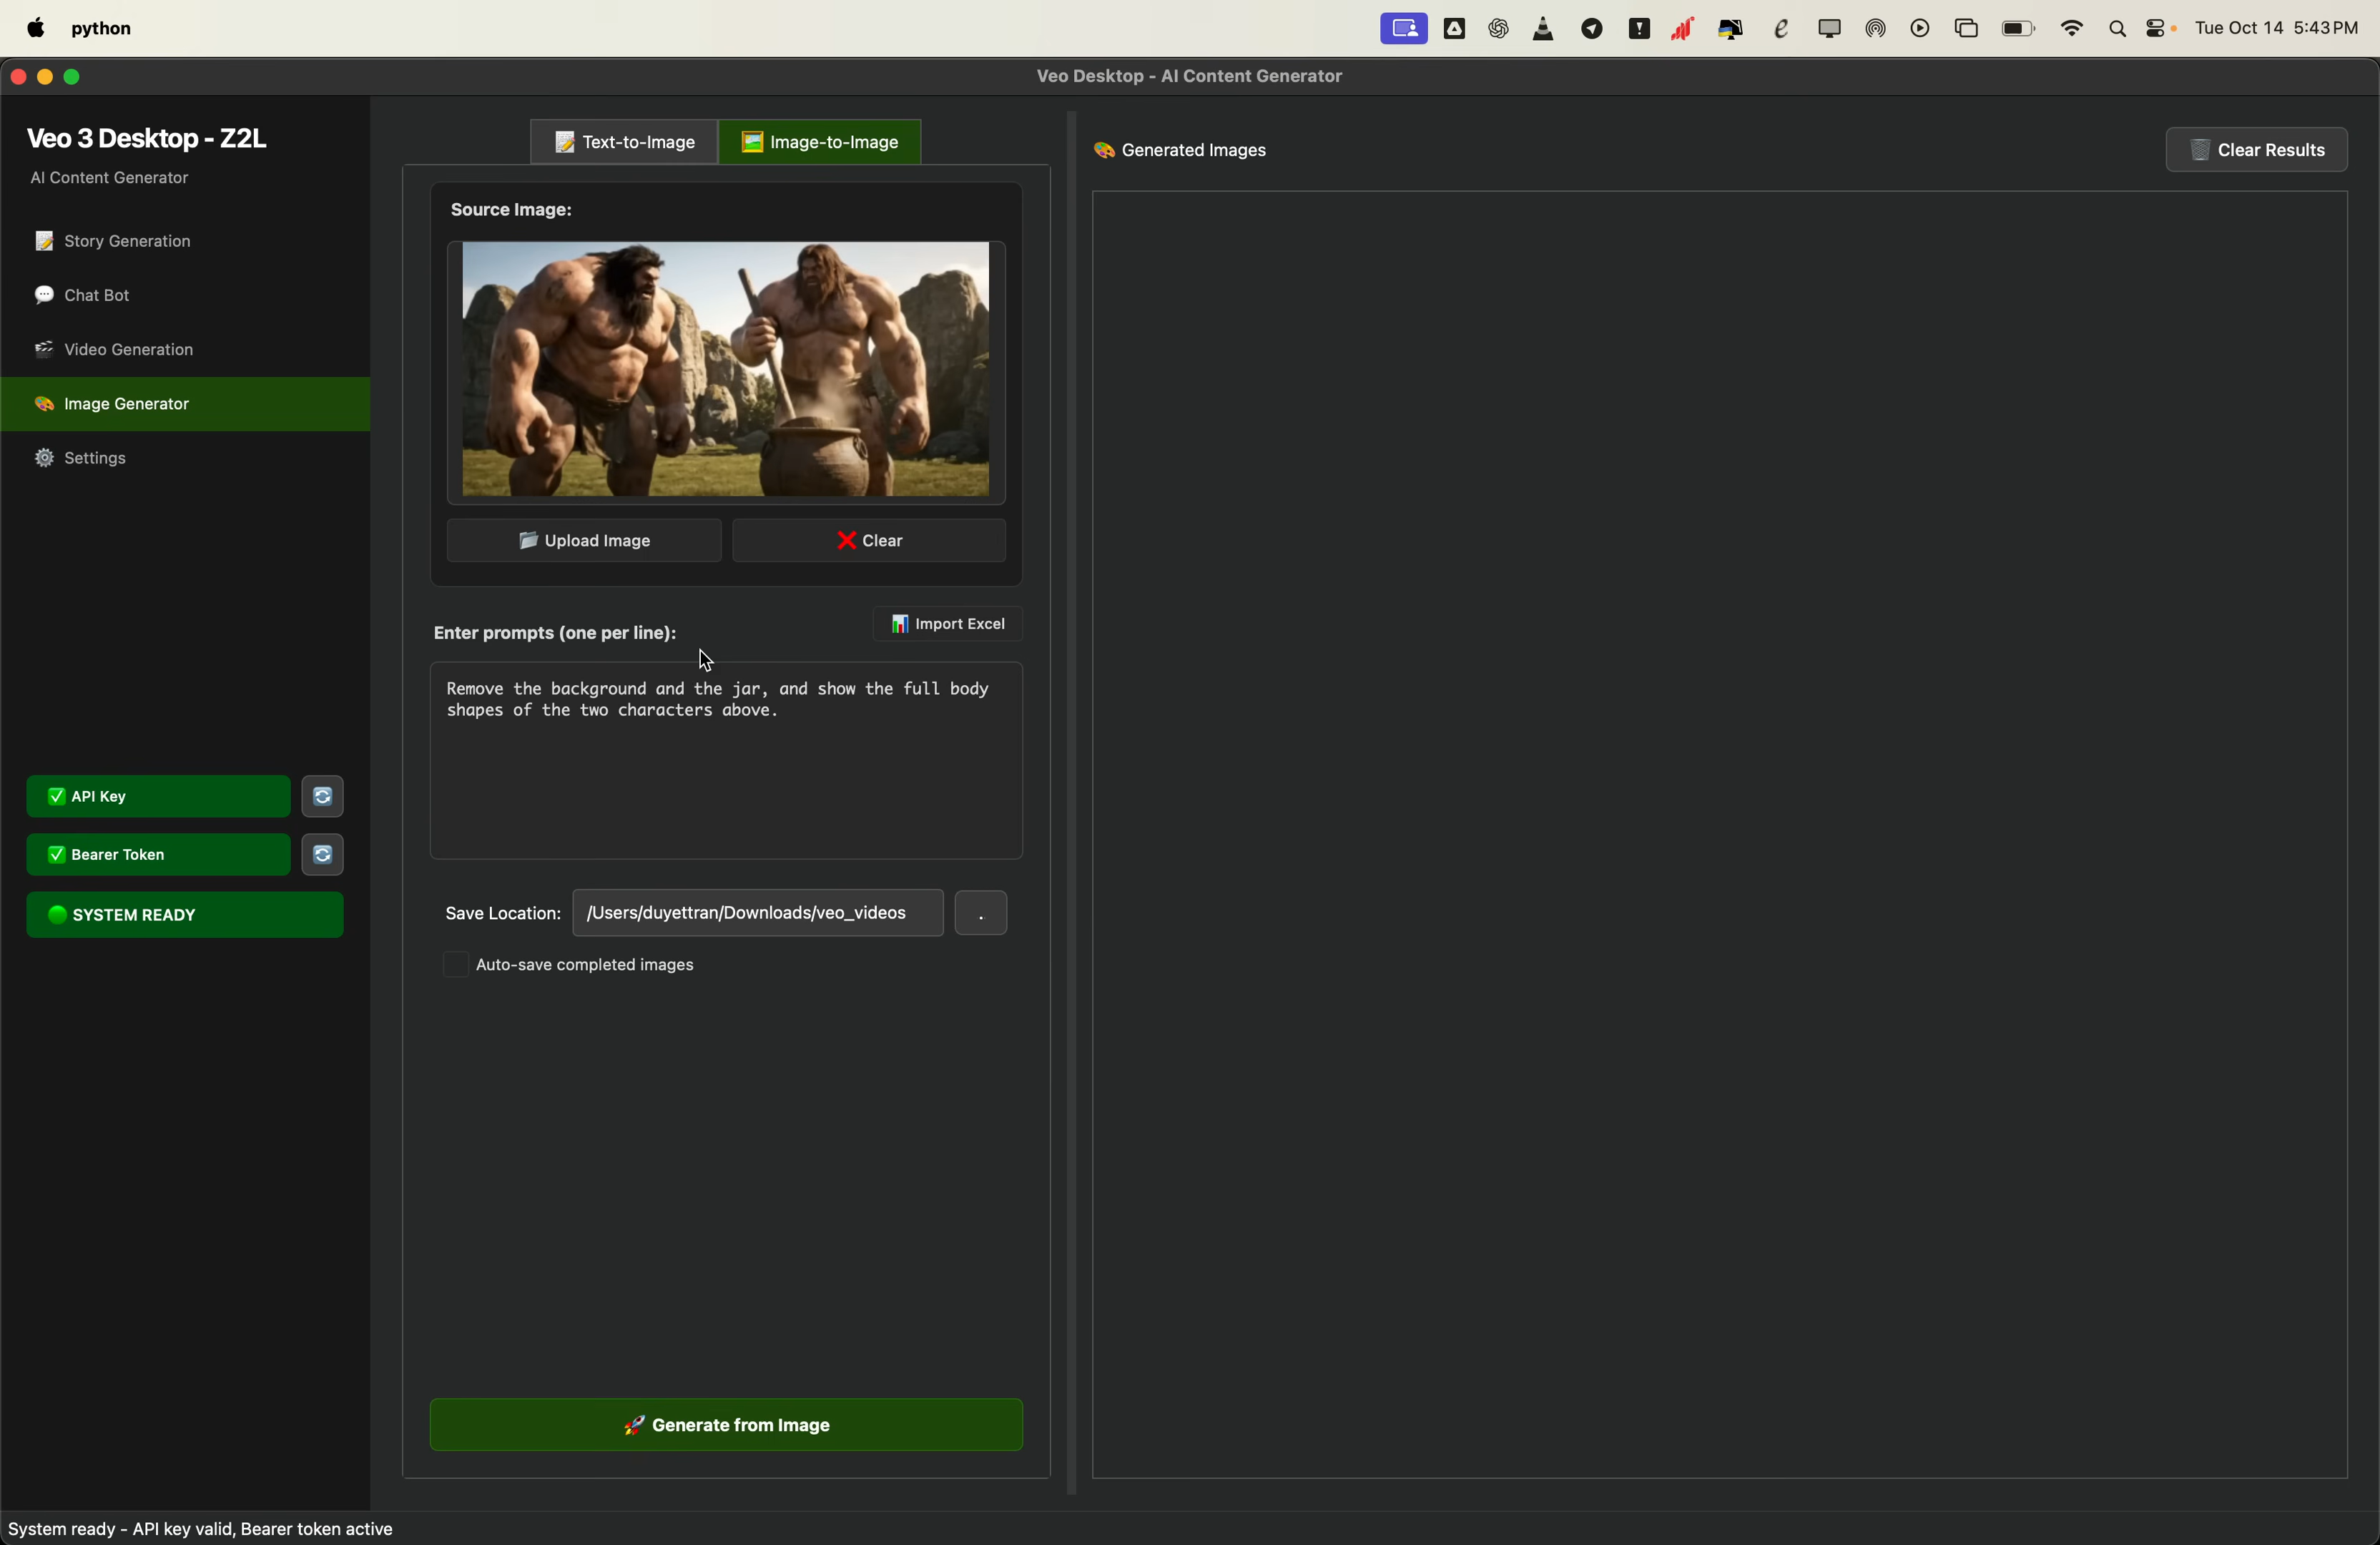 python
Tue Oct 14 5:43 PM
Veo Desktop - AI Content Generator
Veo 3 Desktop - Z2L
AI Content Generator
Story Generation
Chat Bot
Video Generation
Image Generator
Settings
API Key
Bearer Token
SYSTEM READY
Text-to-Image
Image-to-Image
Source Image:
Upload Image
Clear
Enter prompts (one per line):
Import Excel
Remove the background and the jar, and show the full body
shapes of the two characters above.
Save Location:
/Users/duyettran/Downloads/veo_videos
.
Auto-save completed images
Generate from Image
Generated Images
Clear Results
System ready - API key valid, Bearer token active